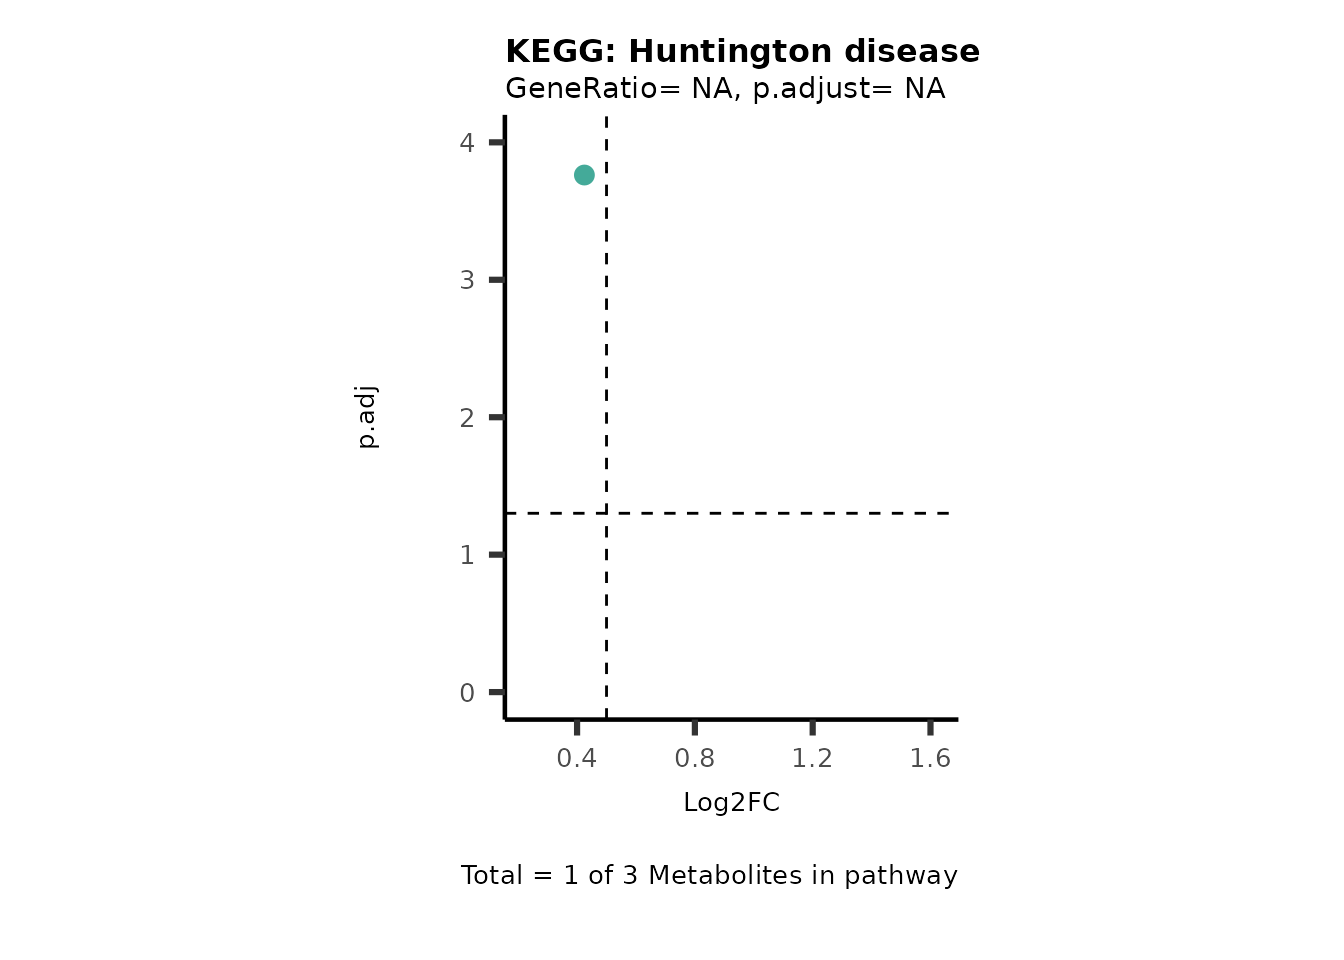 KEGG: Huntington disease
GeneRatio= NA, p.adjust= NA
4
3
2
1
0
p.adj
0.4 0.8 1.2 1.6
Log2FC
Total = 1 of 3 Metabolites in pathway